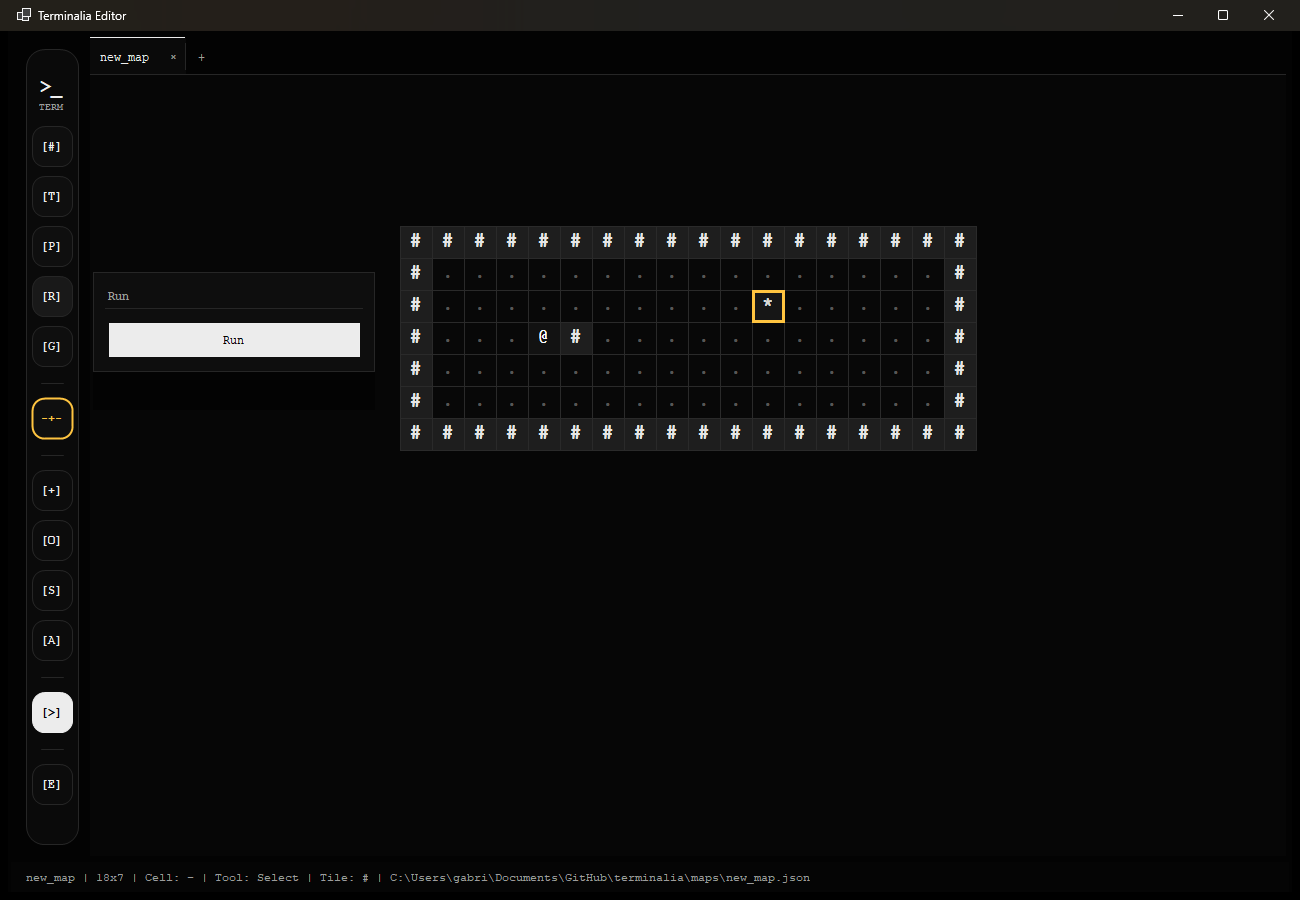 Terminalia Editor
new_map × +
>_
TERM
[#]
[T]
[P]
[R]
[G]
-+-
[+]
[O]
[S]
[A]
[>]
[E]
Run
Run
# # # # # # # # # # # # # # # # # #
# . . . . . . . . . . . . . . . . #
# . . . . . . . . . . * . . . . . #
# . . . @ # . . . . . . . . . . . #
# . . . . . . . . . . . . . . . . #
# . . . . . . . . . . . . . . . . #
# # # # # # # # # # # # # # # # # #
new_map | 18x7 | Cell: - | Tool: Select | Tile: # | C:\Users\gabri\Documents\GitHub\terminalia\maps\new_map.json